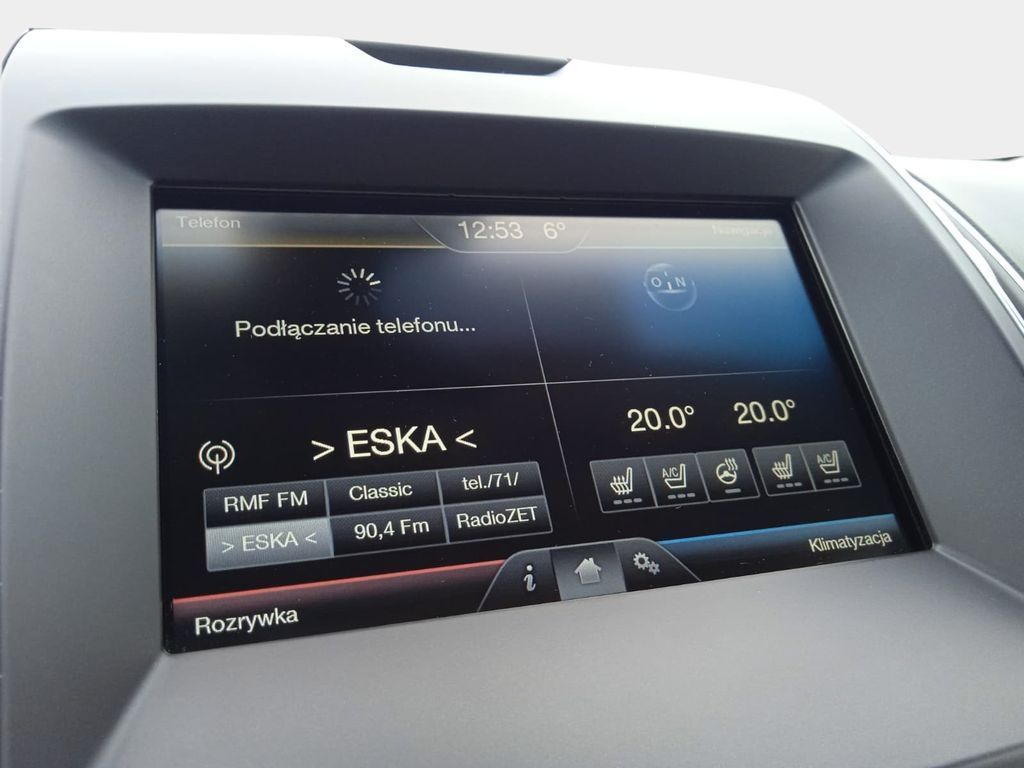 Telefon
12:53 6°
Nawigacja
Podłączanie telefonu...
> ESKA <
RMF FM
Classic
tel./71/
> ESKA <
90,4 Fm
RadioZET
20.0° 20.0°
A/C
A/C
i
Rozrywka
Klimatyzacja